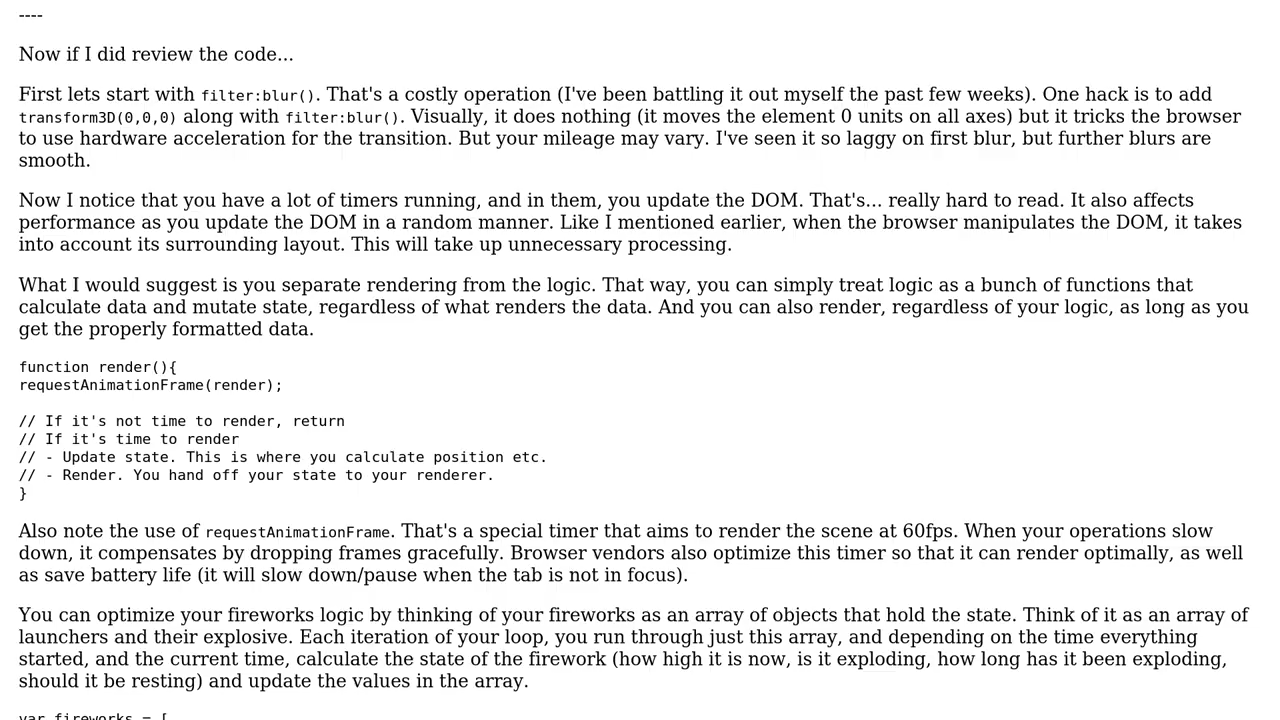 ----
Now if I did review the code...
First lets start with filter:blur(). That's a costly operation (I've been battling it out myself the past few weeks). One hack is to add
transform3D(0,0,0) along with filter:blur(). Visually, it does nothing (it moves the element 0 units on all axes) but it tricks the browser
to use hardware acceleration for the transition. But your mileage may vary. I've seen it so laggy on first blur, but further blurs are
smooth.
Now I notice that you have a lot of timers running, and in them, you update the DOM. That's... really hard to read. It also affects
performance as you update the DOM in a random manner. Like I mentioned earlier, when the browser manipulates the DOM, it takes
into account its surrounding layout. This will take up unnecessary processing.
What I would suggest is you separate rendering from the logic. That way, you can simply treat logic as a bunch of functions that
calculate data and mutate state, regardless of what renders the data. And you can also render, regardless of your logic, as long as you
get the properly formatted data.
function render(){
requestAnimationFrame(render);
// If it's not time to render, return
// If it's time to render
// - Update state. This is where you calculate position etc.
// - Render. You hand off your state to your renderer.
}
Also note the use of requestAnimationFrame. That's a special timer that aims to render the scene at 60fps. When your operations slow
down, it compensates by dropping frames gracefully. Browser vendors also optimize this timer so that it can render optimally, as well
as save battery life (it will slow down/pause when the tab is not in focus).
You can optimize your fireworks logic by thinking of your fireworks as an array of objects that hold the state. Think of it as an array of
launchers and their explosive. Each iteration of your loop, you run through just this array, and depending on the time everything
started, and the current time, calculate the state of the firework (how high it is now, is it exploding, how long has it been exploding,
should it be resting) and update the values in the array.
var fireworks = [